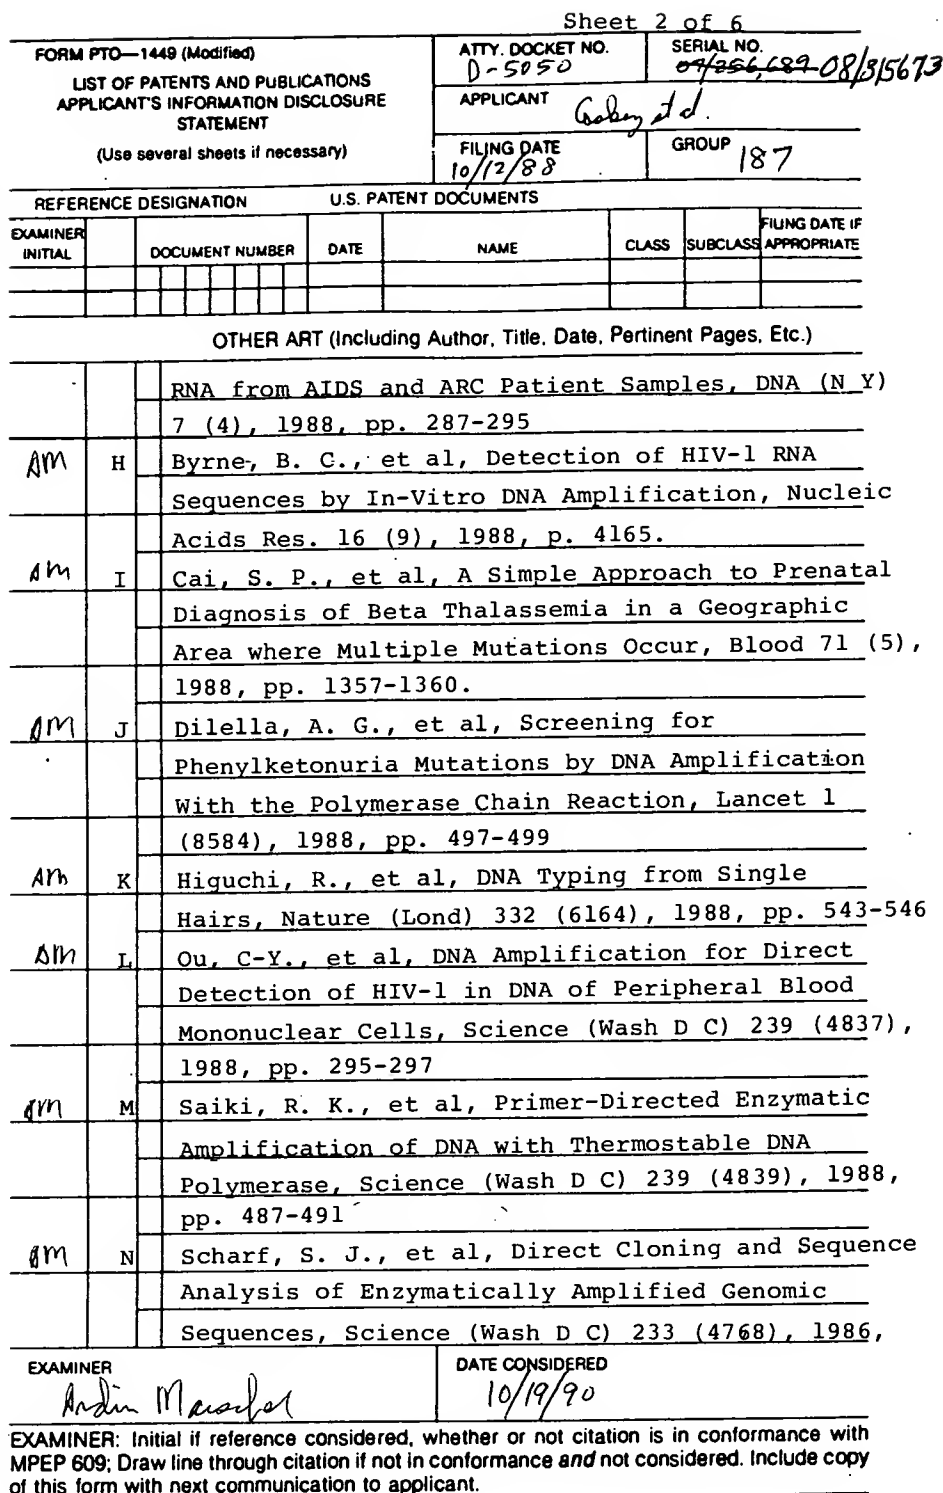 Sheet 2 of 6
FORM PTO—1449 (Modified)
LIST OF PATENTS AND PUBLICATIONS
APPLICANT'S INFORMATION DISCLOSURE
STATEMENT
(Use several sheets if necessary)
ATTY. DOCKET NO.
D-5050
SERIAL NO.
07/256,689 08/315673
APPLICANT
et al.
FILING DATE
10/12/88
GROUP
187
REFERENCE DESIGNATION U.S. PATENT DOCUMENTS
EXAMINER INITIAL DOCUMENT NUMBER DATE NAME CLASS SUBCLASS FILING DATE IF APPROPRIATE
OTHER ART (Including Author, Title, Date, Pertinent Pages, Etc.)
RNA from AIDS and ARC Patient Samples, DNA (N Y)
7 (4), 1988, pp. 287-295
AM H Byrne, B. C., et al, Detection of HIV-1 RNA
Sequences by In-Vitro DNA Amplification, Nucleic
Acids Res. 16 (9), 1988, p. 4165.
AM I Cai, S. P., et al, A Simple Approach to Prenatal
Diagnosis of Beta Thalassemia in a Geographic
Area where Multiple Mutations Occur, Blood 71 (5),
1988, pp. 1357-1360.
AM J Dilella, A. G., et al, Screening for
Phenylketonuria Mutations by DNA Amplification
With the Polymerase Chain Reaction, Lancet 1
(8584), 1988, pp. 497-499
AM K Higuchi, R., et al, DNA Typing from Single
Hairs, Nature (Lond) 332 (6164), 1988, pp. 543-546
AM L Ou, C-Y., et al, DNA Amplification for Direct
Detection of HIV-1 in DNA of Peripheral Blood
Mononuclear Cells, Science (Wash D C) 239 (4837),
1988, pp. 295-297
AM M Saiki, R. K., et al, Primer-Directed Enzymatic
Amplification of DNA with Thermostable DNA
Polymerase, Science (Wash D C) 239 (4839), 1988,
pp. 487-491
AM N Scharf, S. J., et al, Direct Cloning and Sequence
Analysis of Enzymatically Amplified Genomic
Sequences, Science (Wash D C) 233 (4768), 1986,
EXAMINER
Ardin Marschel
DATE CONSIDERED
10/19/90
EXAMINER: Initial if reference considered, whether or not citation is in conformance with
MPEP 609; Draw line through citation if not in conformance and not considered. Include copy
of this form with next communication to applicant.